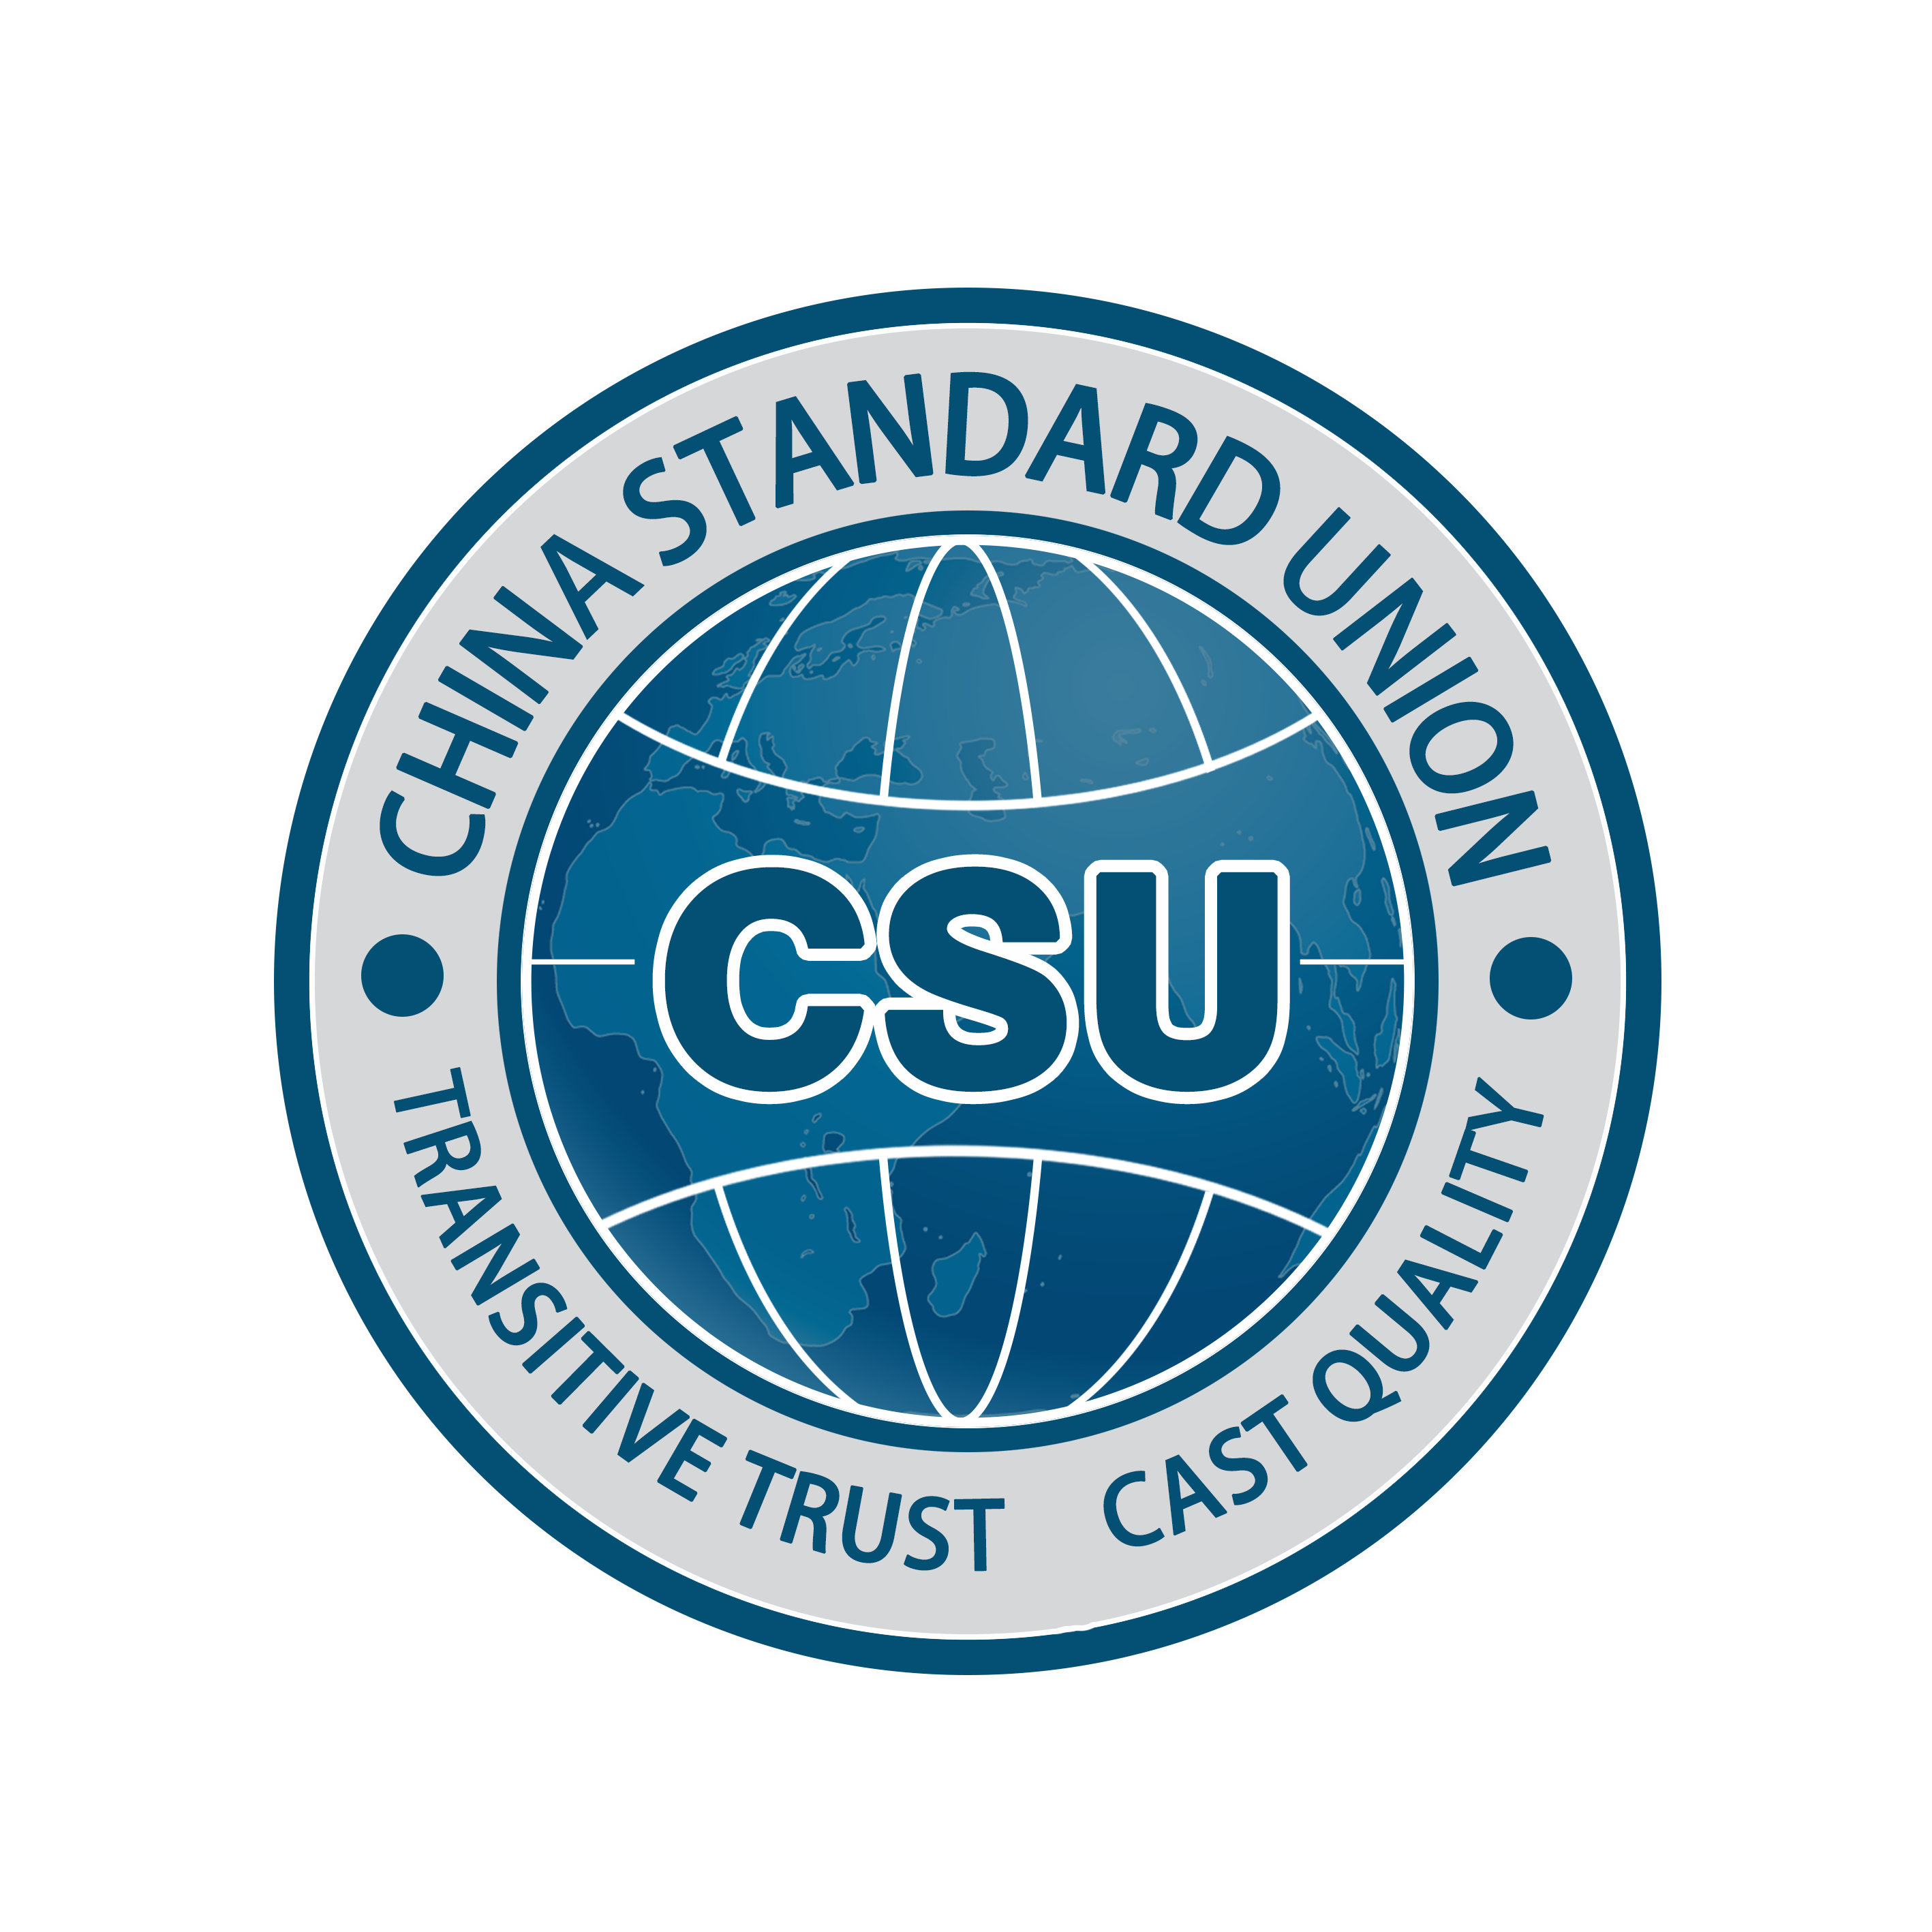 CHINA STANDARD UNION
CSU
TRANSITIVE TRUST CAST QUALITY